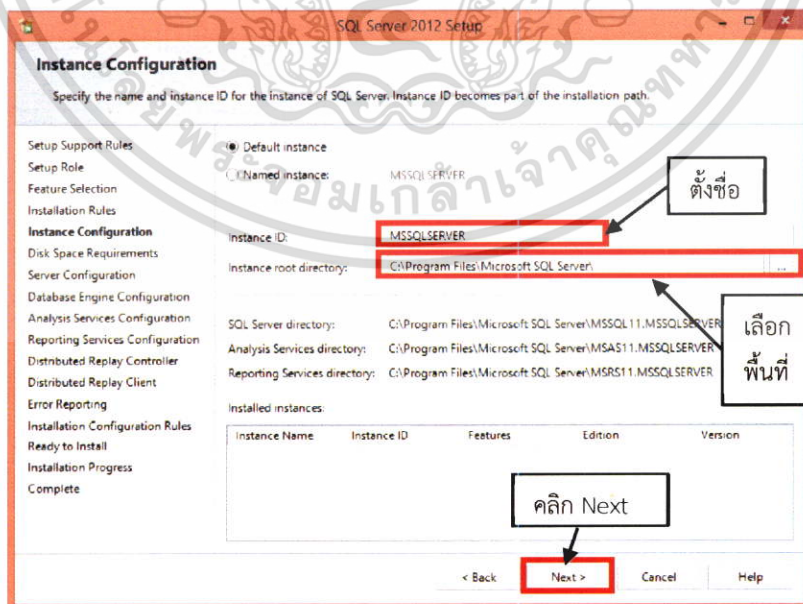 SQL Server 2012 Setup
Instance Configuration
Specify the name and instance ID for the instance of SQL Server. Instance ID becomes part of the installation path.
Setup Support Rules
Setup Role
Feature Selection
Installation Rules
Instance Configuration
Disk Space Requirements
Server Configuration
Database Engine Configuration
Analysis Services Configuration
Reporting Services Configuration
Distributed Replay Controller
Distributed Replay Client
Error Reporting
Installation Configuration Rules
Ready to Install
Installation Progress
Complete
Default instance
Named instance: MSSQLSERVER
ตั้งชื่อ
Instance ID: MSSQLSERVER
Instance root directory: C:\Program Files\Microsoft SQL Server\ ...
เลือก
พื้นที่
SQL Server directory: C:\Program Files\Microsoft SQL Server\MSSQL11.MSSQLSERVER
Analysis Services directory: C:\Program Files\Microsoft SQL Server\MSAS11.MSSQLSERVER
Reporting Services directory: C:\Program Files\Microsoft SQL Server\MSRS11.MSSQLSERVER
Installed instances:
Instance Name Instance ID Features Edition Version
คลิก Next
< Back Next > Cancel Help